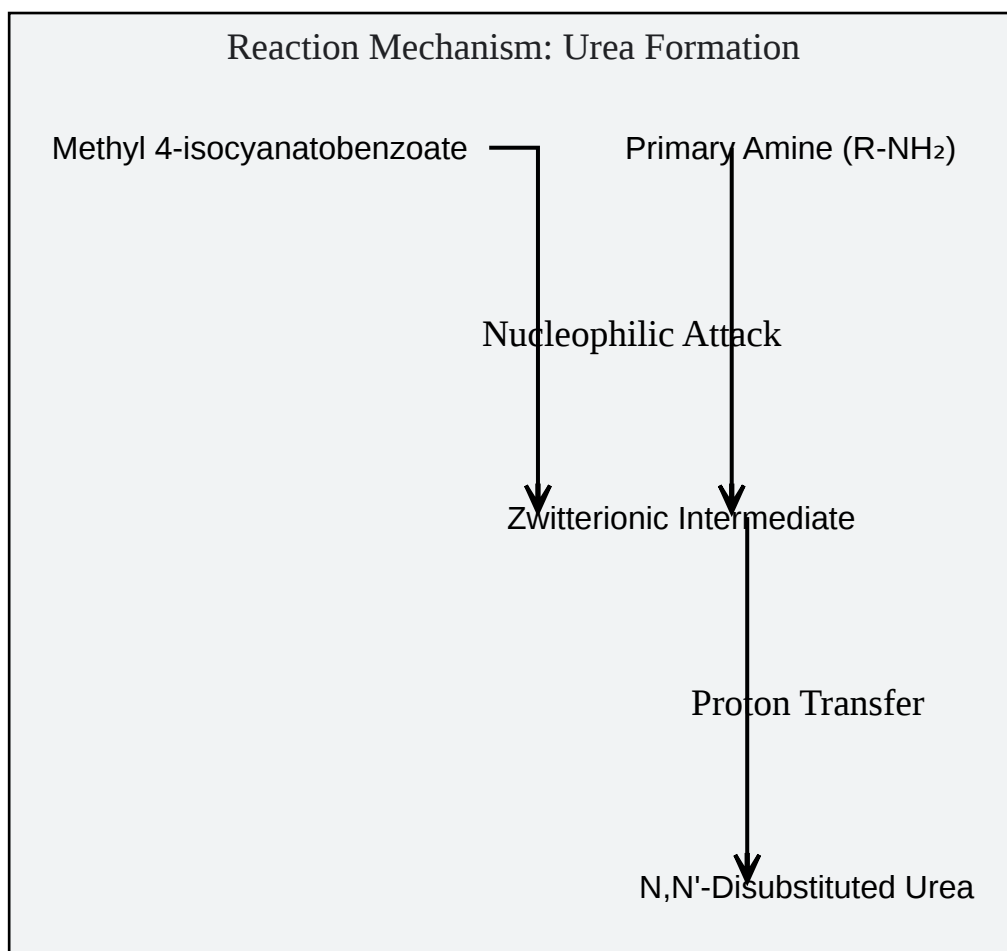 Reaction Mechanism: Urea Formation
Methyl 4-isocyanatobenzoate
Primary Amine (R-NH₂)
Nucleophilic Attack
Zwitterionic Intermediate
Proton Transfer
N,N'-Disubstituted Urea